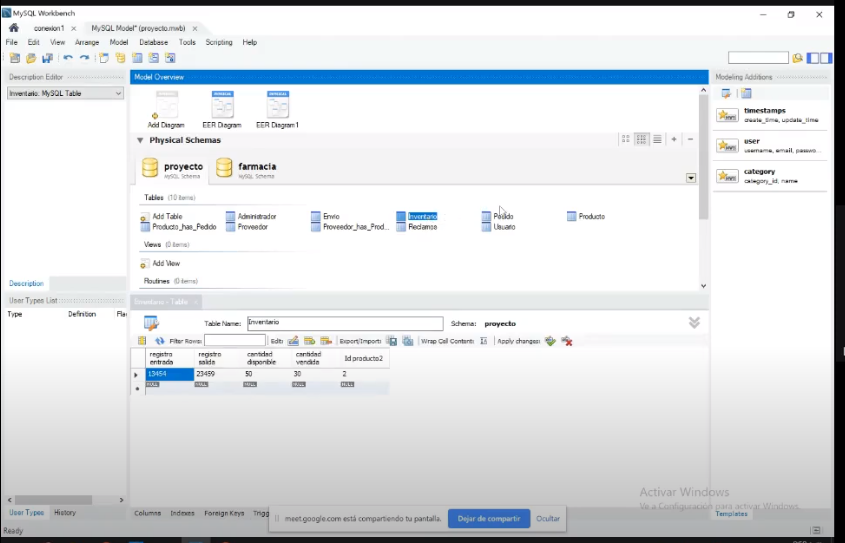 MySQL Workbench
conexion1 × MySQL Model* (proyecto.mwb) ×
File Edit View Arrange Model Database Tools Scripting Help
Description Editor
Model Overview
Modeling Additions
Inventario: MySQL Table
timestamps
create_time, update_time
Add Diagram EER Diagram EER Diagram1
user
username, email, passwo...
Physical Schemas
category
category_id, name
proyecto
MySQL Schema
farmacia
MySQL Schema
Tables (10 items)
Add Table Administrador Envio Inventario Pedido Producto
Producto_has_Pedido Proveedor Proveedor_has_Prod... Reclamos Usuario
Views (0 items)
Add View
Routines (0 items)
Description
User Types List
Type Definition Flag
Inventario - Table ×
Table Name: Inventario Schema: proyecto
Filter Rows: Edit: Export/Import: Wrap Cell Content: Apply changes:
registro entrada registro salida cantidad disponible cantidad vendida Id producto2
13454 23459 50 30 2
NULL NULL NULL NULL NULL
Activar Windows
Ve a Configuración para activar Windows.
User Types History
Columns Indexes Foreign Keys Trigg
meet.google.com está compartiendo tu pantalla. Dejar de compartir Ocultar
Templates
Ready